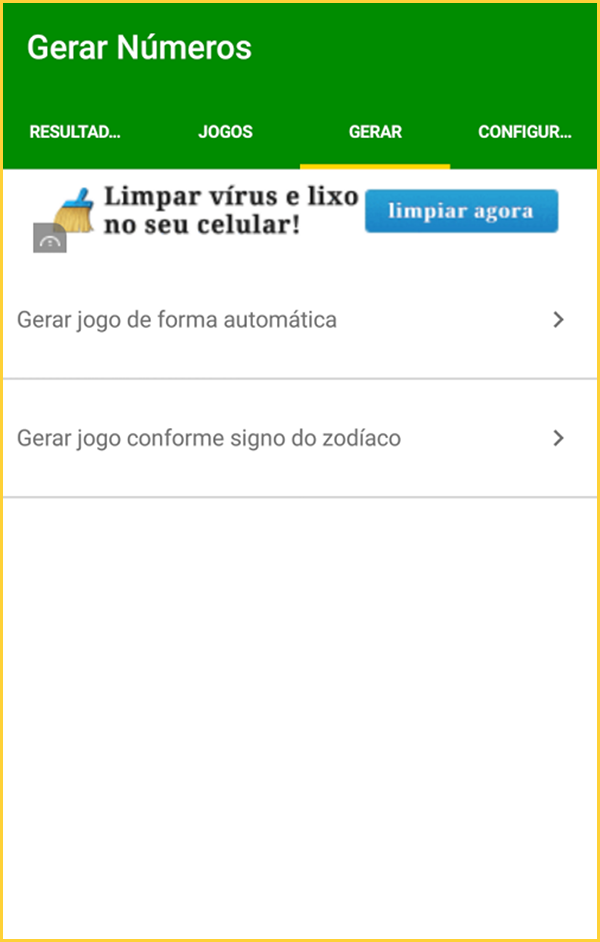 Gerar Números
RESULTAD... JOGOS GERAR CONFIGUR...
Limpar vírus e lixo
no seu celular!
limpiar agora
Gerar jogo de forma automática
Gerar jogo conforme signo do zodíaco